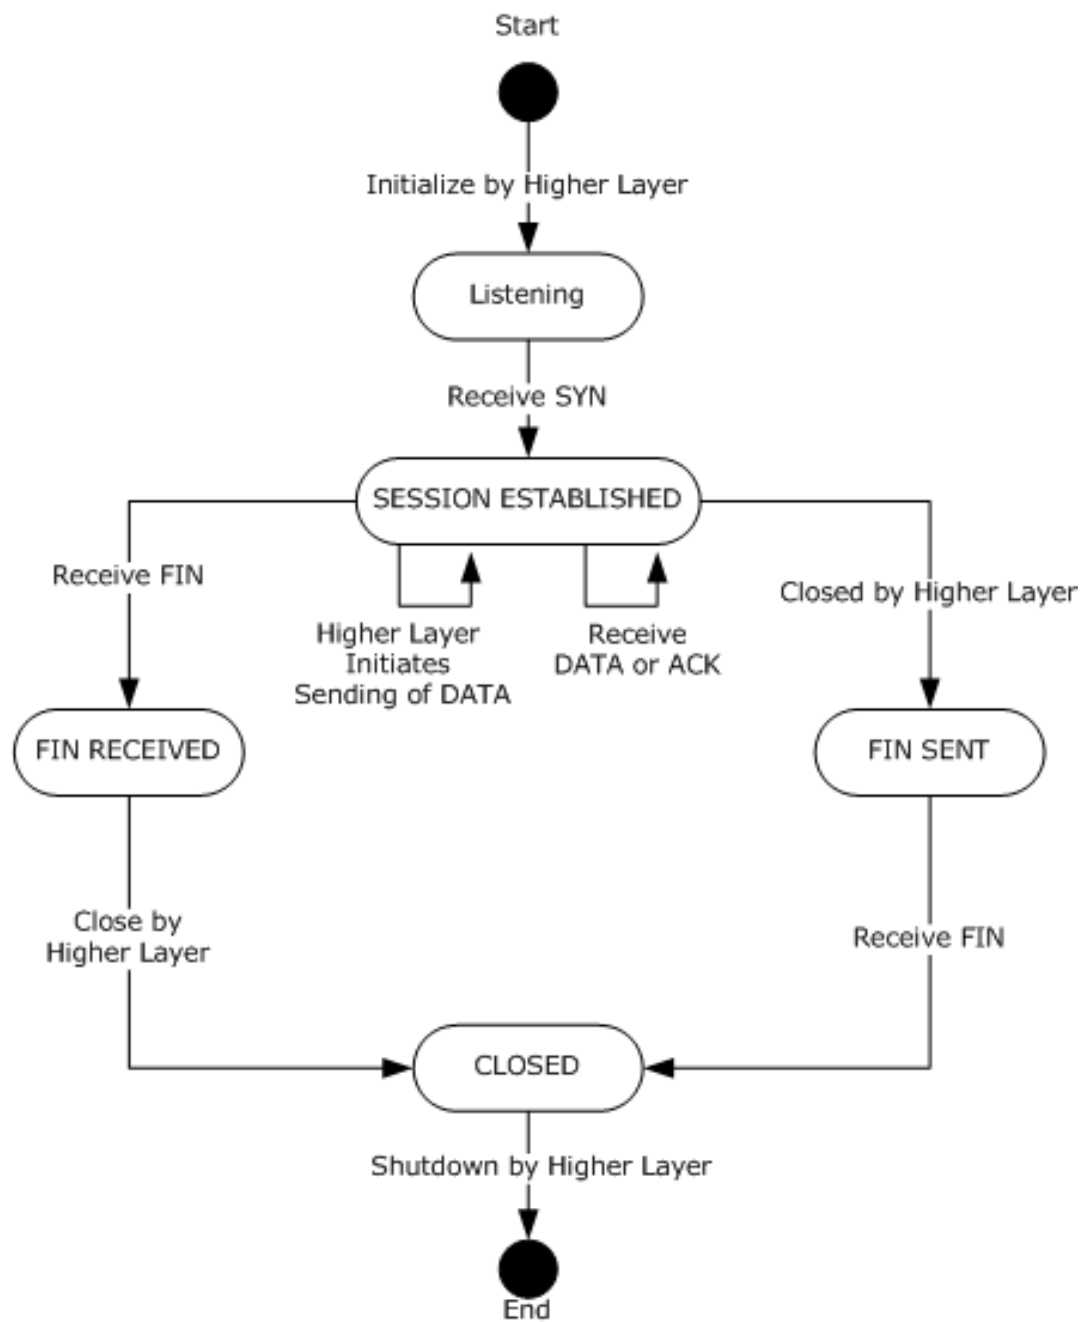 Start
Initialize by Higher Layer
Listening
Receive SYN
SESSION ESTABLISHED
Receive FIN
Closed by Higher Layer
Higher Layer
Initiates
Sending of DATA
Receive
DATA or ACK
FIN RECEIVED
FIN SENT
Close by
Higher Layer
Receive FIN
CLOSED
Shutdown by Higher Layer
End